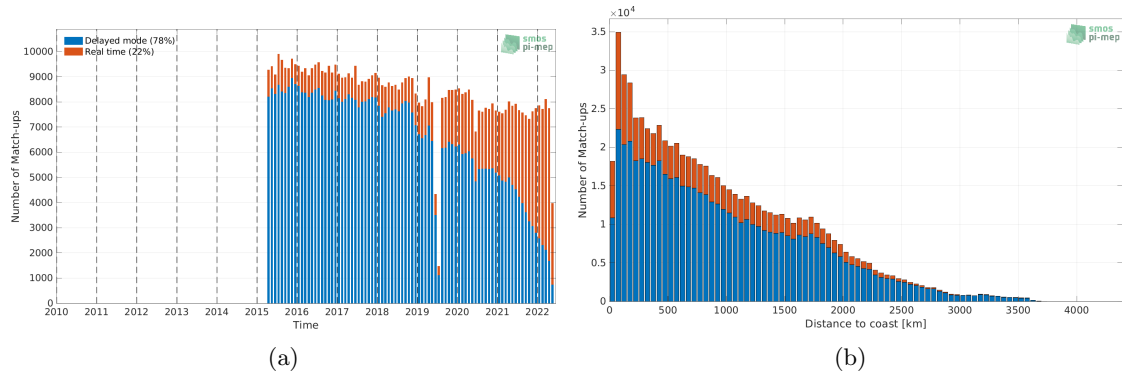 Delayed mode (78%)
Real time (22%)
smos
pi-mep
Number of Match-ups
10000
9000
8000
7000
6000
5000
4000
3000
2000
1000
0
2010 2011 2012 2013 2014 2015 2016 2017 2018 2019 2020 2021 2022
Time
(a)
×10⁴
smos
pi-mep
Number of Match-ups
3.5
3
2.5
2
1.5
1
0.5
0
0 500 1000 1500 2000 2500 3000 3500 4000
Distance to coast [km]
(b)